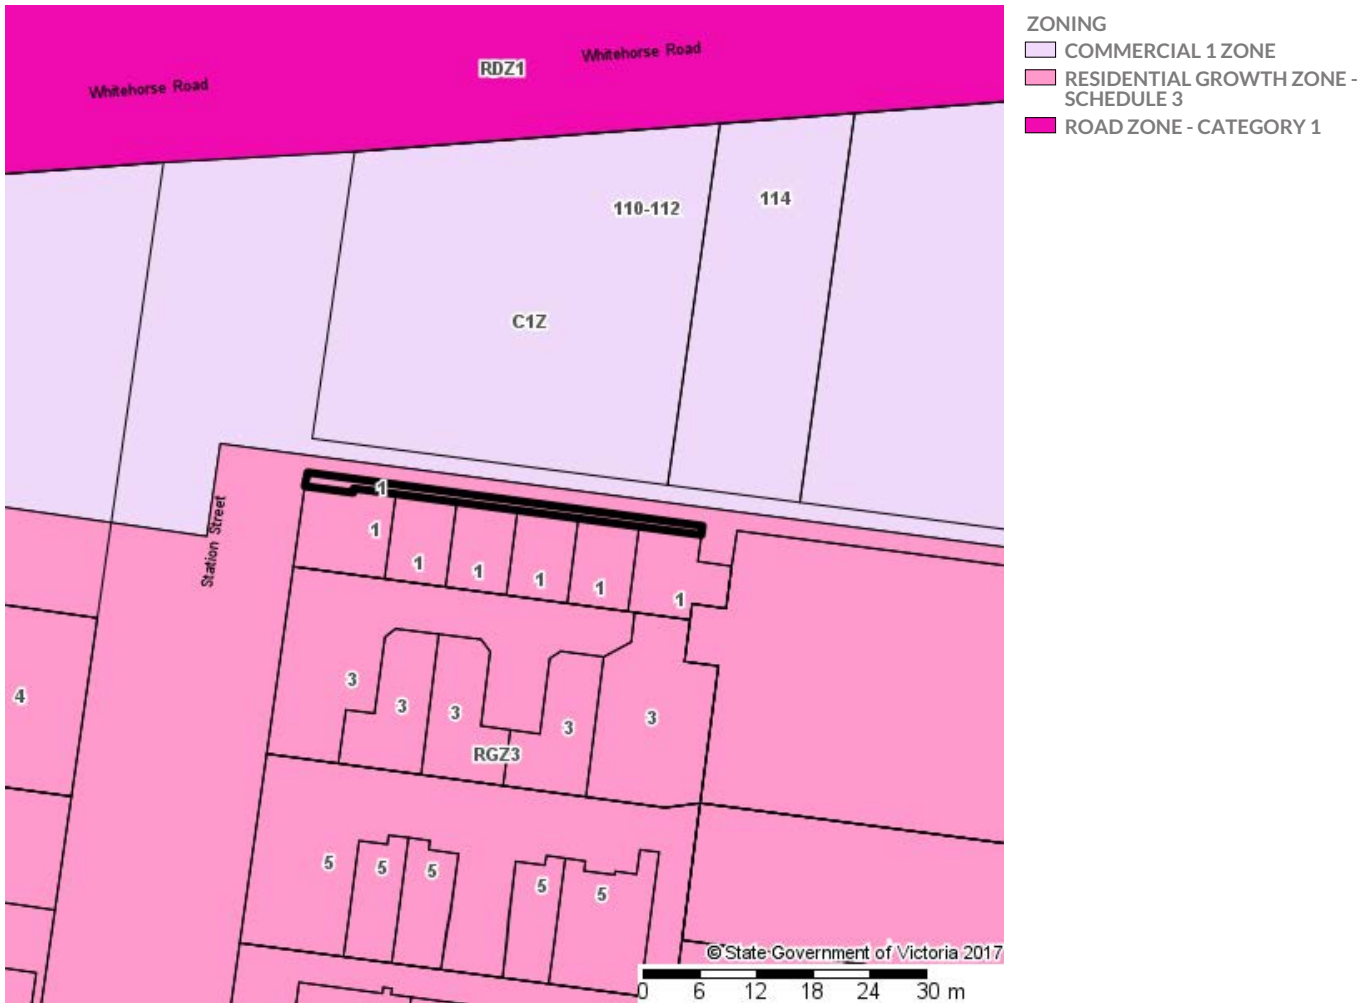 ZONING
COMMERCIAL 1 ZONE
RESIDENTIAL GROWTH ZONE -
SCHEDULE 3
ROAD ZONE - CATEGORY 1
Whitehorse Road
RDZ1
Whitehorse Road
110-112
114
C1Z
Station Street
1
1
1
1
1
1
1
4
3
3
3
3
3
RGZ3
5
5
5
5
5
© State Government of Victoria 2017
0 6 12 18 24 30 m